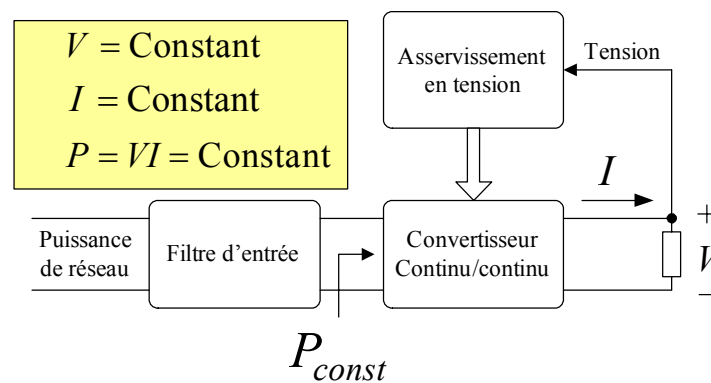 V = Constant
I = Constant
P = VI = Constant
Asservissement
en tension
Tension
I
Puissance
de réseau
Filtre d'entrée
Convertisseur
Continu/continu
+
V
−
P_const